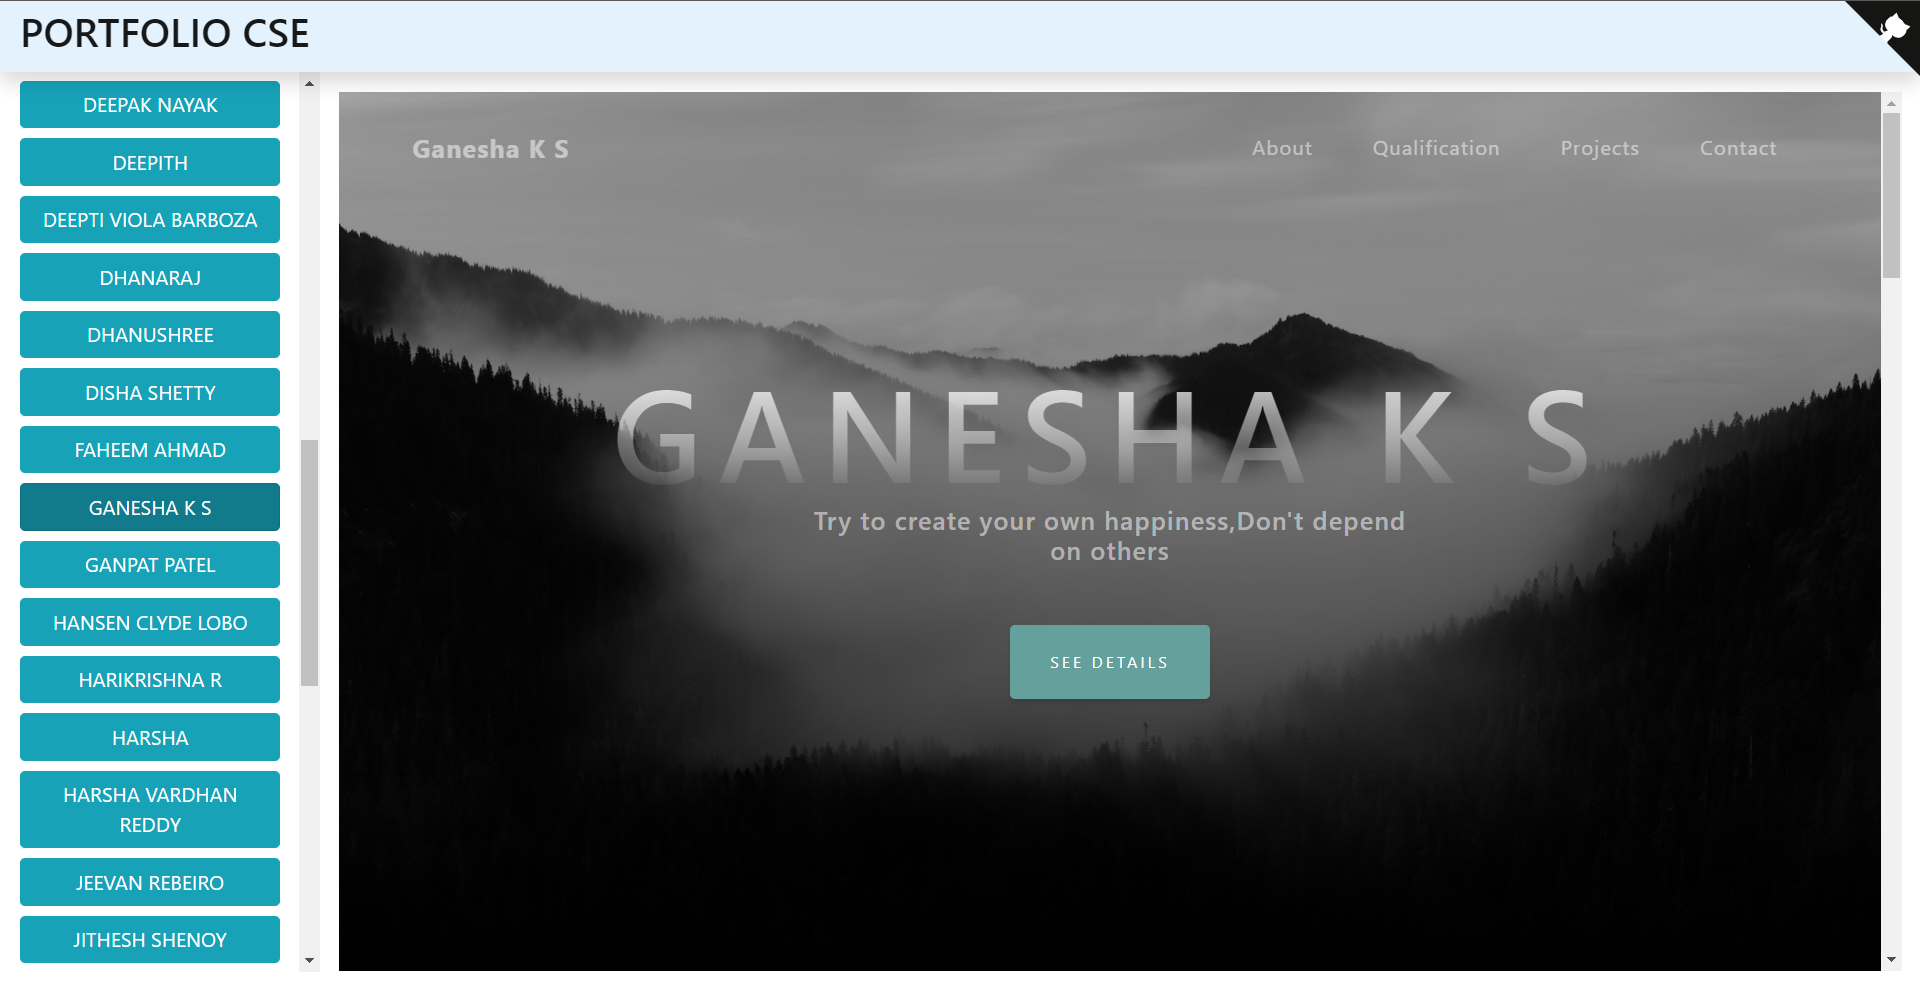 PORTFOLIO CSE
DEEPAK NAYAK
DEEPITH
DEEPTI VIOLA BARBOZA
DHANARAJ
DHANUSHREE
DISHA SHETTY
FAHEEM AHMAD
GANESHA K S
GANPAT PATEL
HANSEN CLYDE LOBO
HARIKRISHNA R
HARSHA
HARSHA VARDHAN
REDDY
JEEVAN REBEIRO
JITHESH SHENOY
Ganesha K S
About
Qualification
Projects
Contact
GANESHA K S
Try to create your own happiness,Don't depend
on others
SEE DETAILS